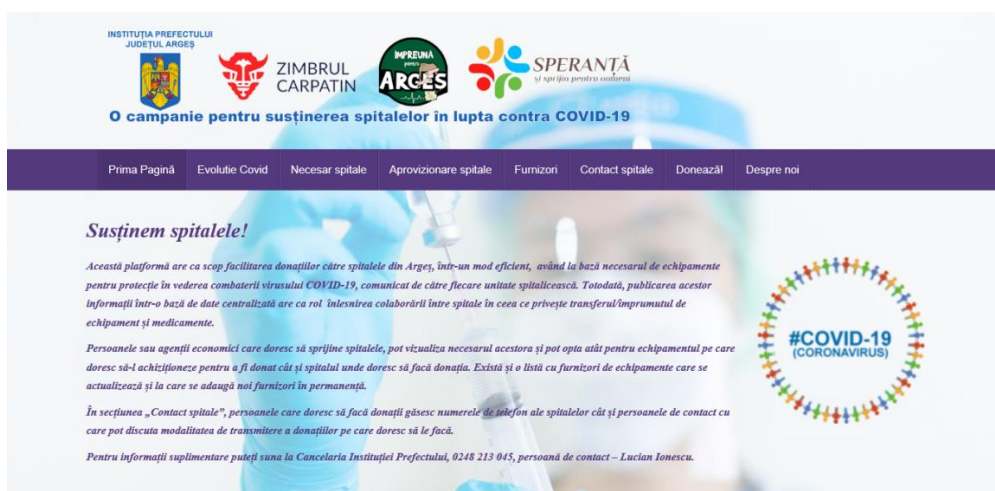 INSTITUȚIA PREFECTULUI
JUDEȚUL ARGEȘ
ZIMBRUL
CARPATIN
IMPREUNA
pentru
ARGEȘ
SPERANȚĂ
și sprijin pentru oameni
O campanie pentru susținerea spitalelor în lupta contra COVID-19
Prima Pagină Evolutie Covid Necesar spitale Aprovizionare spitale Furnizori Contact spitale Donează! Despre noi
Susținem spitalele!
Această platformă are ca scop facilitarea donațiilor către spitalele din Argeș, într-un mod eficient, având la bază necesarul de echipamente
pentru protecție în vederea combaterii virusului COVID-19, comunicat de către fiecare unitate spitalicească. Totodată, publicarea acestor
informații într-o bază de date centralizată are ca rol înlesnirea colaborării între spitale în ceea ce privește transferul/împrumutul de
echipament și medicamente.
Persoanele sau agenții economici care doresc să sprijine spitalele, pot vizualiza necesarul acestora și pot opta atât pentru echipamentul pe care
doresc să-l achiziționeze pentru a fi donat cât și spitalul unde doresc să facă donația. Există și o listă cu furnizori de echipamente care se
actualizează și la care se adaugă noi furnizori în permanență.
În secțiunea „Contact spitale”, persoanele care doresc să facă donații găsesc numerele de telefon ale spitalelor cât și persoanele de contact cu
care pot discuta modalitatea de transmitere a donațiilor pe care doresc să le facă.
Pentru informații suplimentare puteți suna la Cancelaria Instituției Prefectului, 0248 213 045, persoană de contact – Lucian Ionescu.
#COVID-19
(CORONAVIRUS)